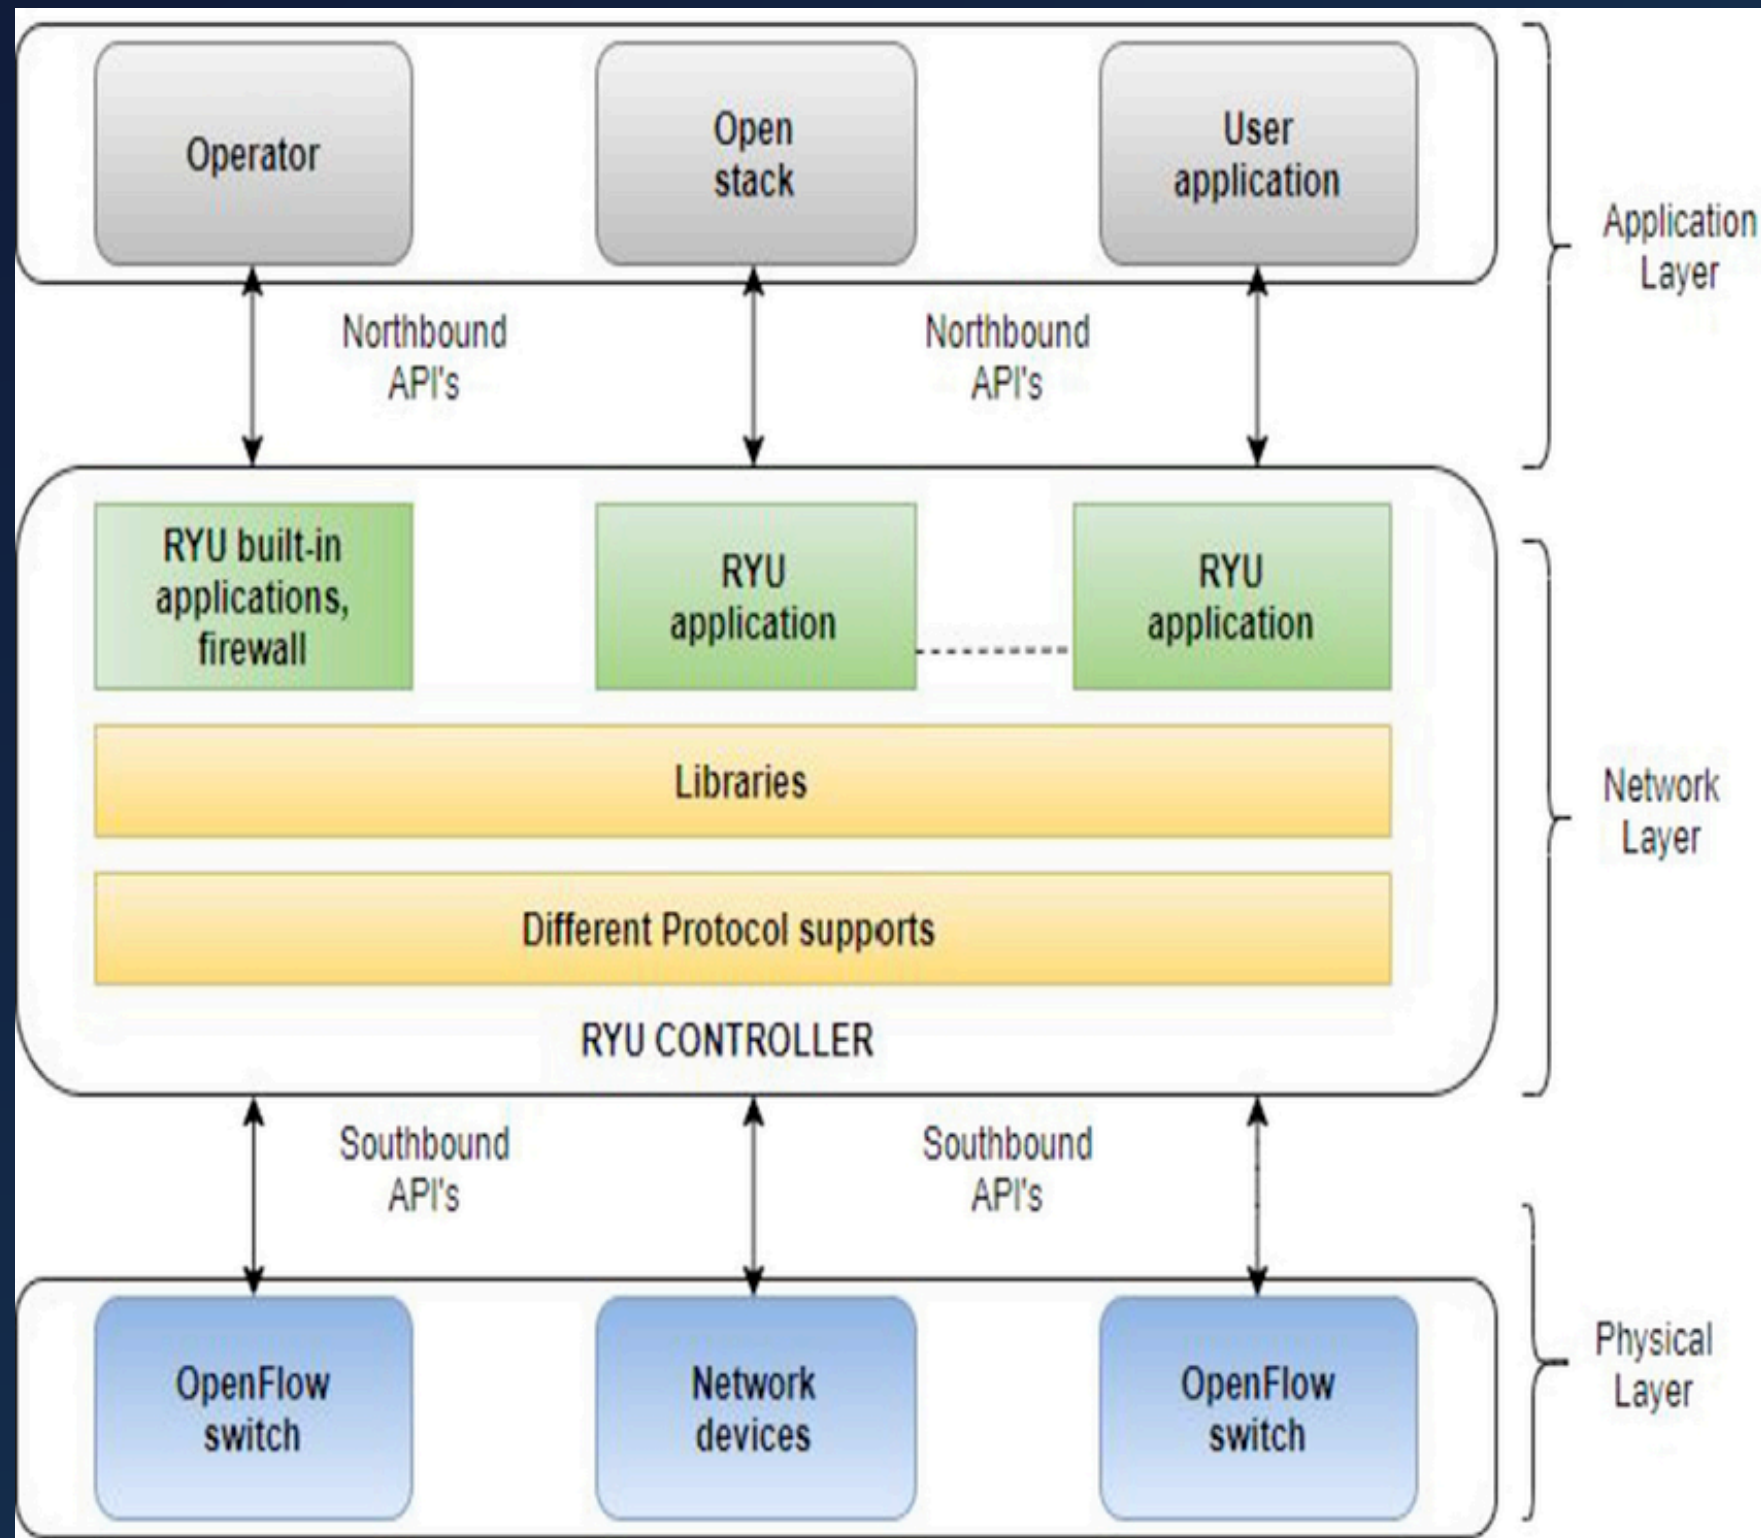 Operator
Open
stack
User
application
Application
Layer
Northbound
API's
Northbound
API's
RYU built-in
applications,
firewall
RYU
application
RYU
application
Libraries
Different Protocol supports
RYU CONTROLLER
Network
Layer
Southbound
API's
Southbound
API's
OpenFlow
switch
Network
devices
OpenFlow
switch
Physical
Layer